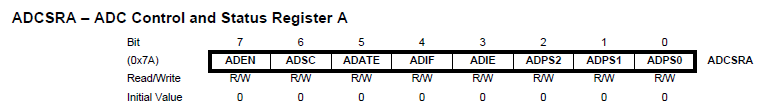 ADCSRA – ADC Control and Status Register A
Bit 7 6 5 4 3 2 1 0
(0x7A) ADEN ADSC ADATE ADIF ADIE ADPS2 ADPS1 ADPS0 ADCSRA
Read/Write R/W R/W R/W R/W R/W R/W R/W R/W
Initial Value 0 0 0 0 0 0 0 0